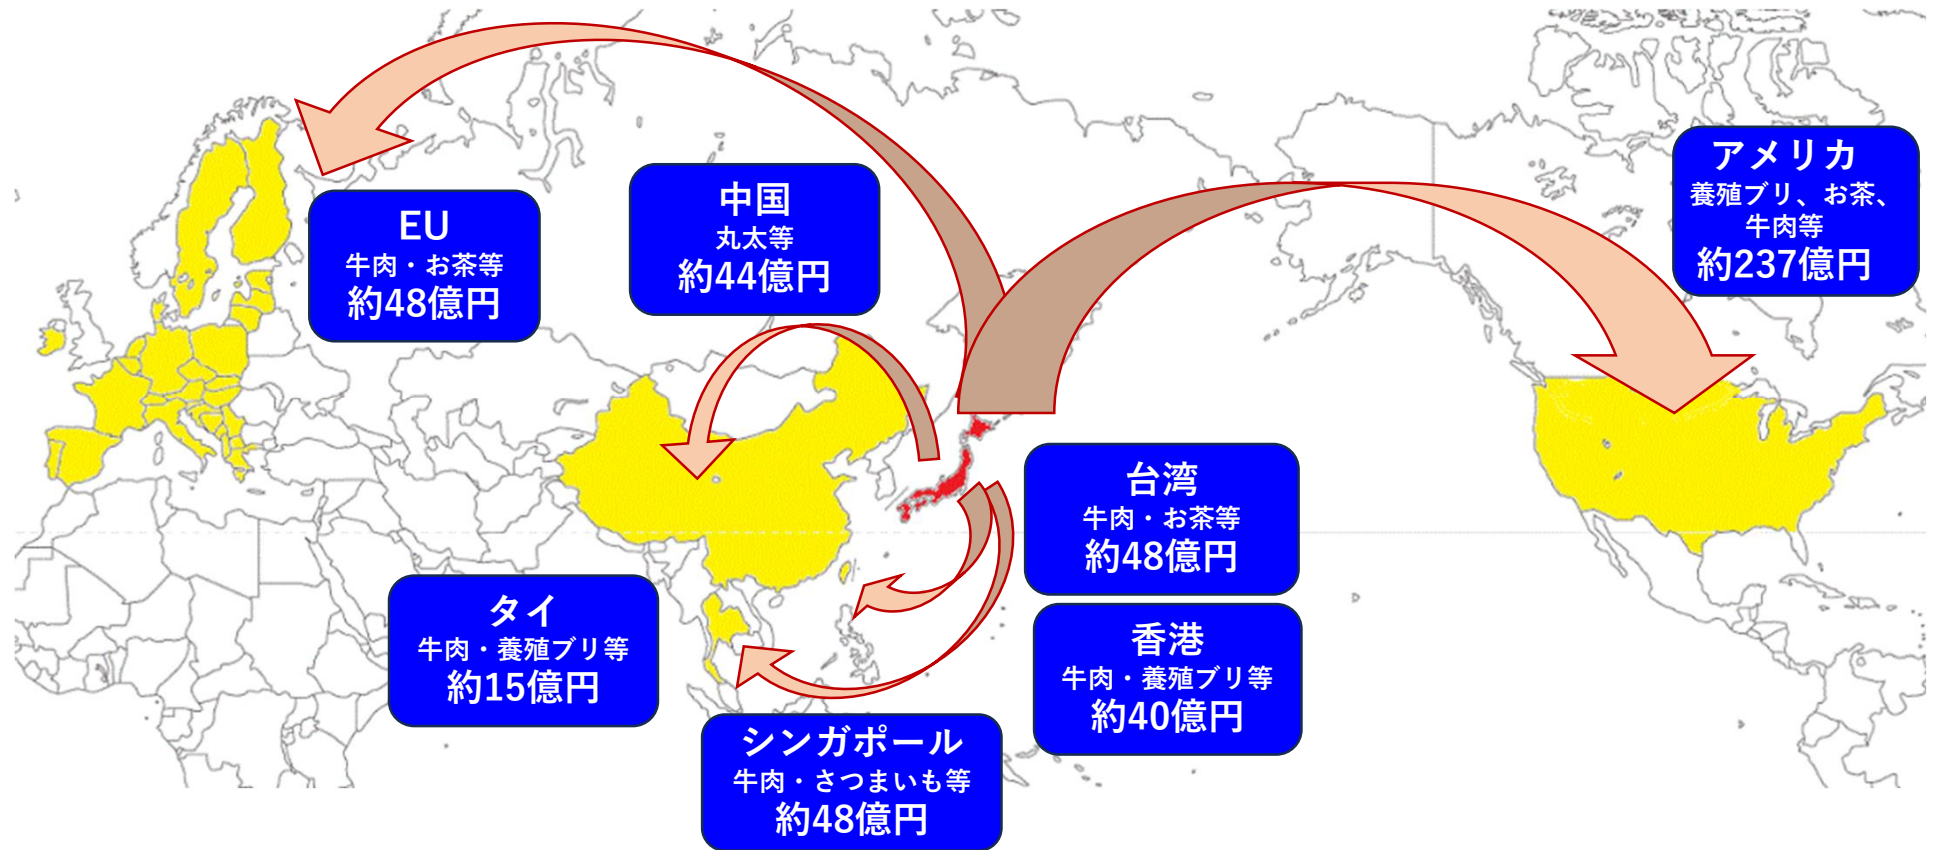 EU
牛肉・お茶等
約48億円
中国
丸太等
約44億円
アメリカ
養殖ブリ、お茶、
牛肉等
約237億円
台湾
牛肉・お茶等
約48億円
タイ
牛肉・養殖ブリ等
約15億円
香港
牛肉・養殖ブリ等
約40億円
シンガポール
牛肉・さつまいも等
約48億円